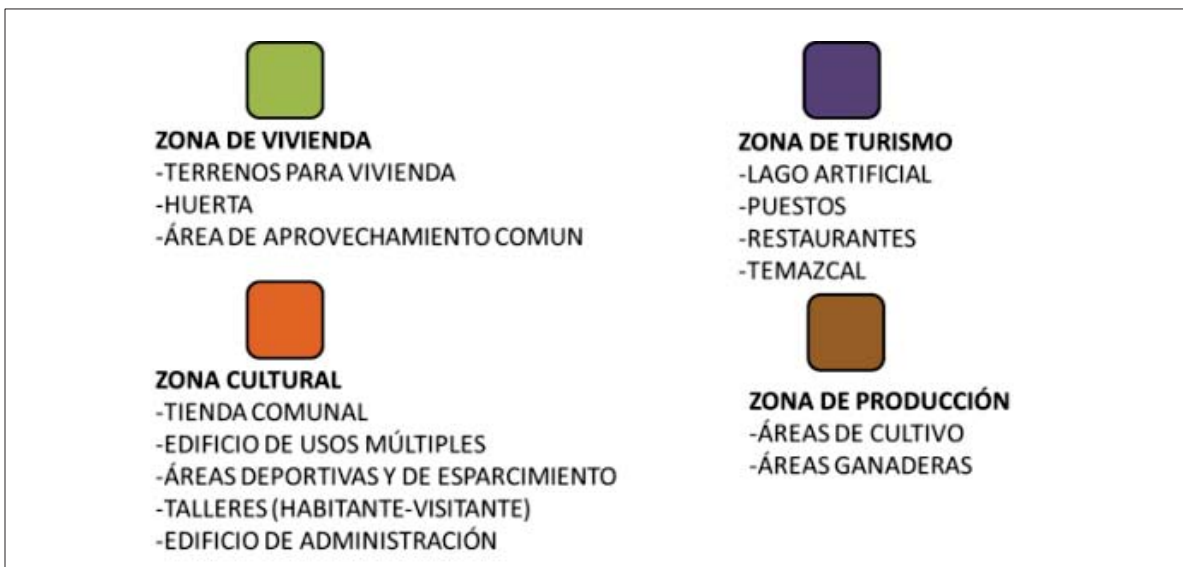 ZONA DE VIVIENDA
-TERRENOS PARA VIVIENDA
-HUERTA
-ÁREA DE APROVECHAMIENTO COMUN
ZONA DE TURISMO
-LAGO ARTIFICIAL
-PUESTOS
-RESTAURANTES
-TEMAZCAL
ZONA CULTURAL
-TIENDA COMUNAL
-EDIFICIO DE USOS MÚLTIPLES
-ÁREAS DEPORTIVAS Y DE ESPARCIMIENTO
-TALLERES (HABITANTE-VISITANTE)
-EDIFICIO DE ADMINISTRACIÓN
ZONA DE PRODUCCIÓN
-ÁREAS DE CULTIVO
-ÁREAS GANADERAS